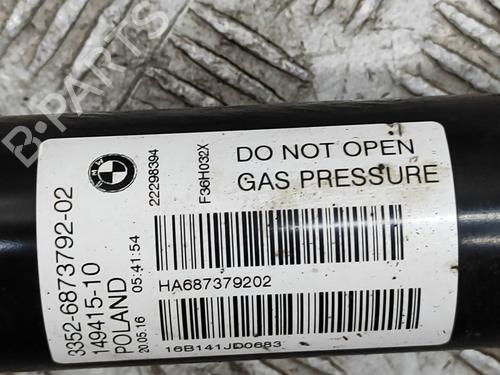 B-PARTS
BMW
3352-6873792-02
149415-10
POLAND
20.05.16 05:41:54
22298394
F36H032X
DO NOT OPEN
GAS PRESSURE
HA687379202
16B141JD0683